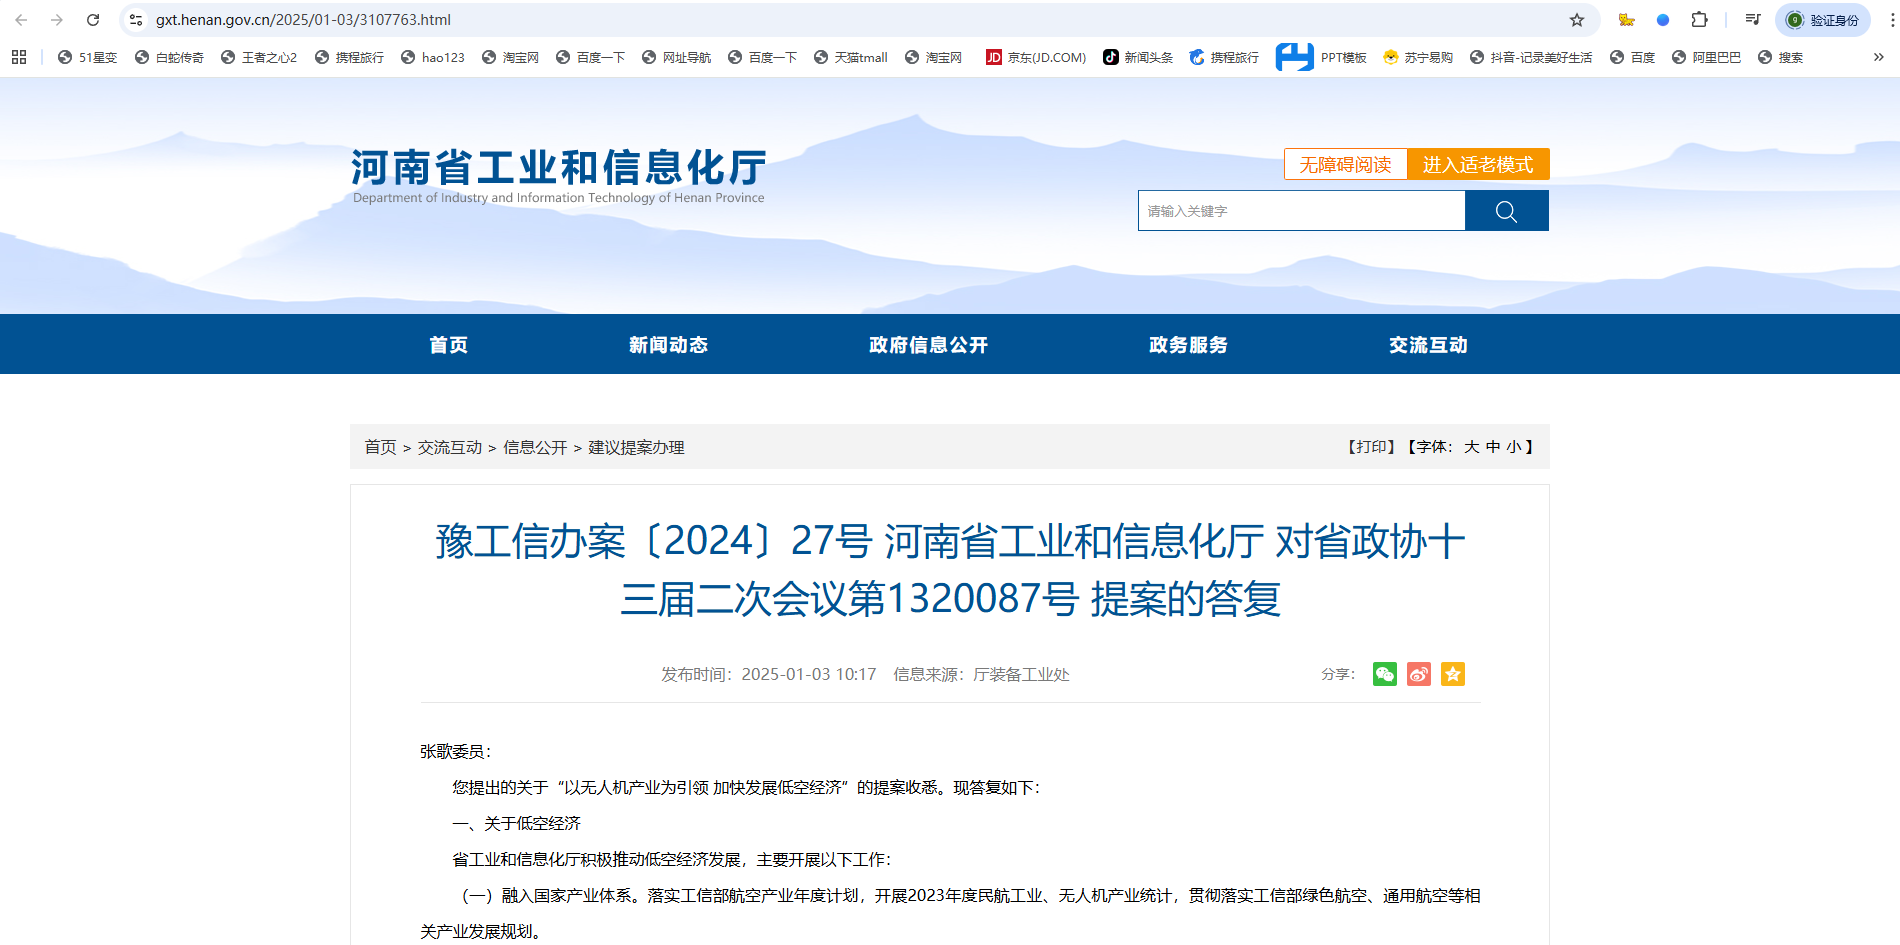 gxt.henan.gov.cn/2025/01-03/3107763.html
验证身份
51星变 白蛇传奇 王者之心2 携程旅行 hao123 淘宝网 百度一下 网址导航 百度一下 天猫tmall 淘宝网 JD 京东(JD.COM) 新闻头条 携程旅行 PPT模板 苏宁易购 抖音-记录美好生活 百度 阿里巴巴 搜索 »
河南省工业和信息化厅
Department of Industry and Information Technology of Henan Province
无障碍阅读 进入适老模式
请输入关键字
首页 新闻动态 政府信息公开 政务服务 交流互动
首页 > 交流互动 > 信息公开 > 建议提案办理 【打印】【字体：大 中 小 】
豫工信办案〔2024〕27号 河南省工业和信息化厅 对省政协十
三届二次会议第1320087号 提案的答复
发布时间：2025-01-03 10:17 信息来源：厅装备工业处 分享：
张歌委员：
您提出的关于“以无人机产业为引领 加快发展低空经济”的提案收悉。现答复如下：
一、关于低空经济
省工业和信息化厅积极推动低空经济发展，主要开展以下工作：
（一）融入国家产业体系。落实工信部航空产业年度计划，开展2023年度民航工业、无人机产业统计，贯彻落实工信部绿色航空、通用航空等相
关产业发展规划。